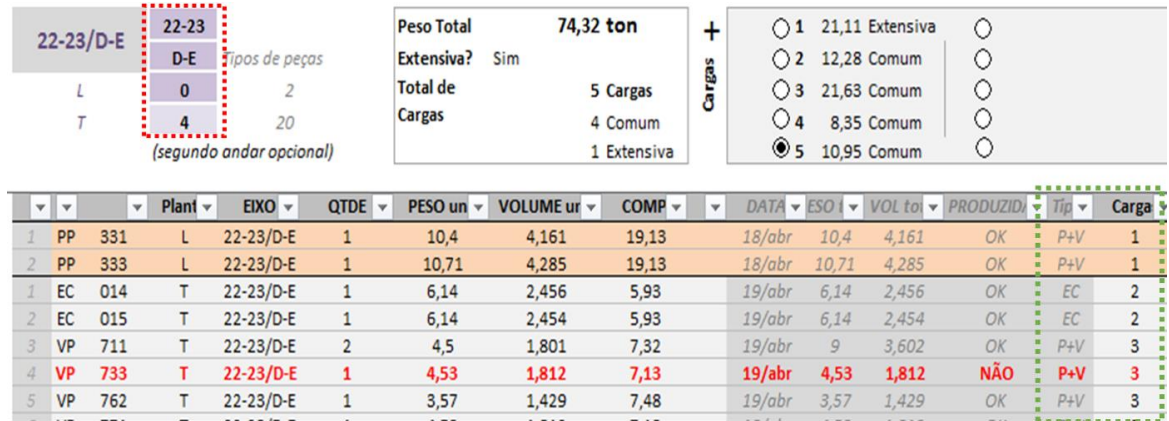 22-23/D-E 22-23
D-E Tipos de peças
L 0 2
T 4 20
(segundo andar opcional)
Peso Total 74,32 ton
Extensiva? Sim
Total de Cargas 5 Cargas
4 Comum
1 Extensiva
Cargas +
1 21,11 Extensiva
2 12,28 Comum
3 21,63 Comum
4 8,35 Comum
5 10,95 Comum
Plant EIXO QTDE PESO un VOLUME ur COMP DATA ESO VOL to PRODUZID Tip Carga
1 PP 331 L 22-23/D-E 1 10,4 4,161 19,13 18/abr 10,4 4,161 OK P+V 1
2 PP 333 L 22-23/D-E 1 10,71 4,285 19,13 18/abr 10,71 4,285 OK P+V 1
1 EC 014 T 22-23/D-E 1 6,14 2,456 5,93 19/abr 6,14 2,456 OK EC 2
2 EC 015 T 22-23/D-E 1 6,14 2,454 5,93 19/abr 6,14 2,454 OK EC 2
3 VP 711 T 22-23/D-E 2 4,5 1,801 7,32 19/abr 9 3,602 OK P+V 3
4 VP 733 T 22-23/D-E 1 4,53 1,812 7,13 19/abr 4,53 1,812 NÃO P+V 3
5 VP 762 T 22-23/D-E 1 3,57 1,429 7,48 19/abr 3,57 1,429 OK P+V 3